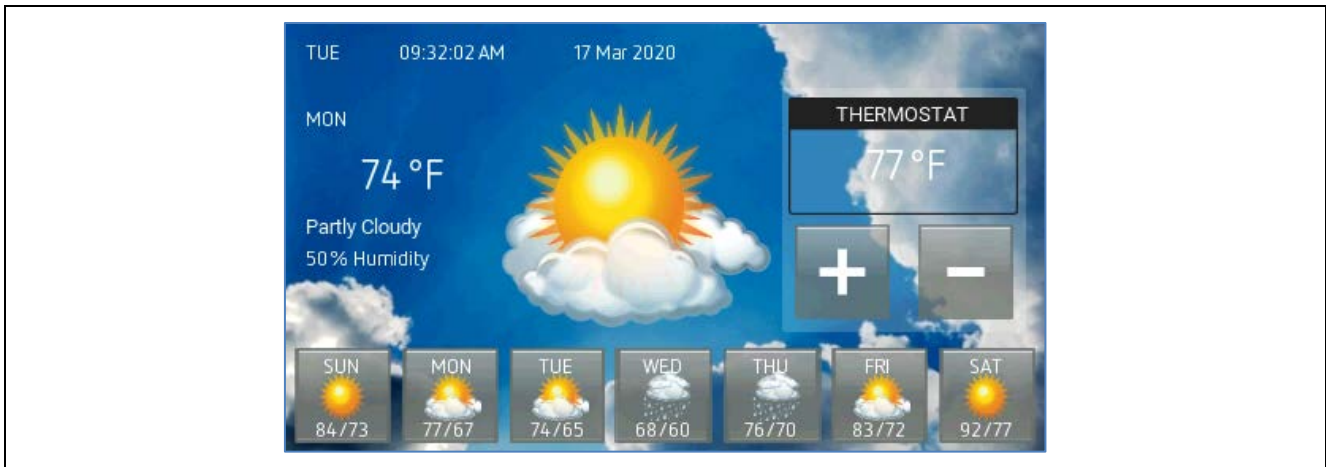 TUE 09:32:02 AM 17 Mar 2020
MON
74 °F
Partly Cloudy
50% Humidity
THERMOSTAT
77 °F
+ −
SUN MON TUE WED THU FRI SAT
84/73 77/67 74/65 68/60 76/70 83/72 92/77